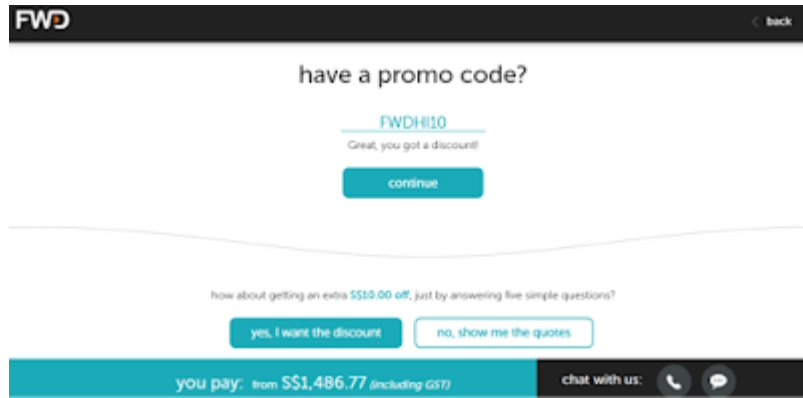 FWD
< back
have a promo code?
FWDHI10
Great, you got a discount!
continue
how about getting an extra S$10.00 off, just by answering five simple questions?
yes, I want the discount
no, show me the quotes
you pay: from S$1,486.77 (including GST)
chat with us: